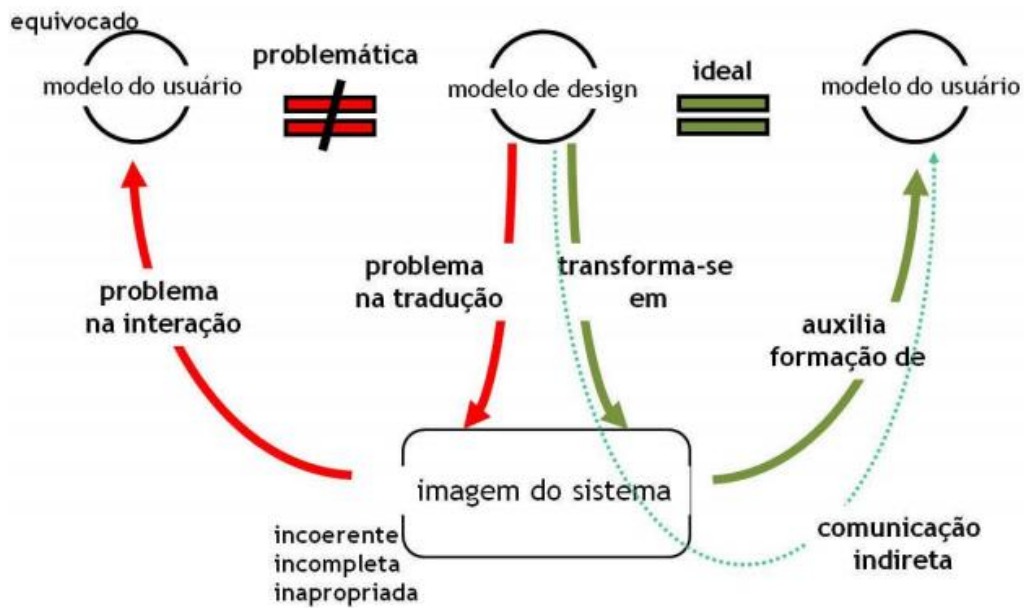 equivocado
modelo do usuário
problemática
modelo de design
ideal
modelo do usuário
problema
na interação
problema
na tradução
transforma-se
em
auxilia
formação de
imagem do sistema
incoerente
incompleta
inapropriada
comunicação
indireta